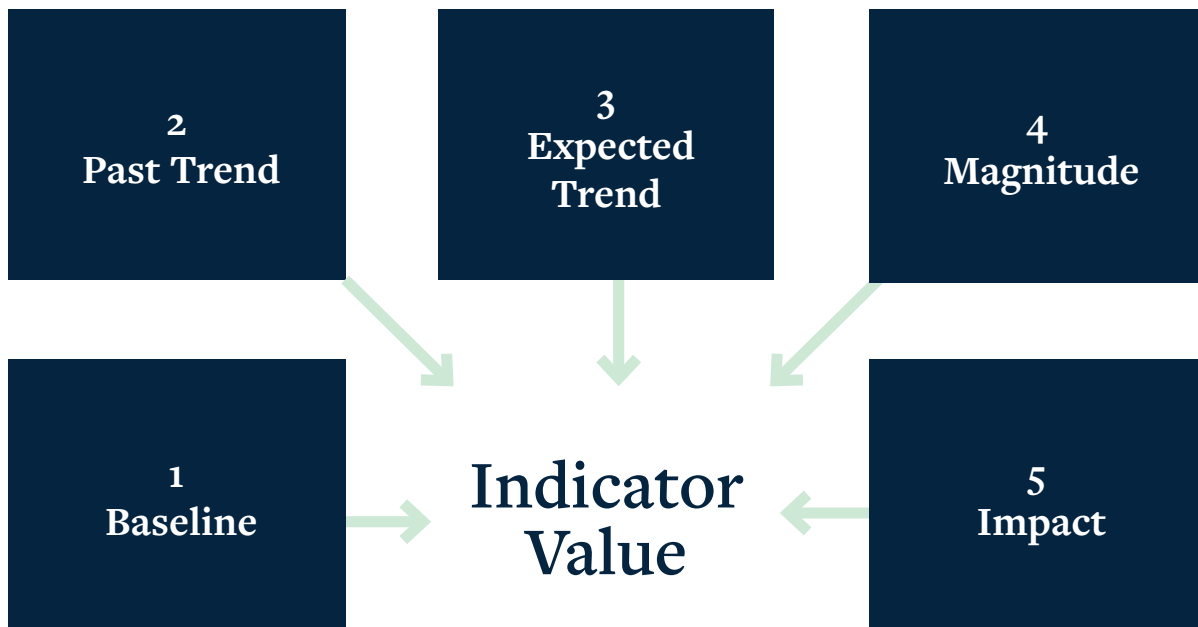 2
Past Trend
3
Expected
Trend
4
Magnitude
1
Baseline
Indicator
Value
5
Impact